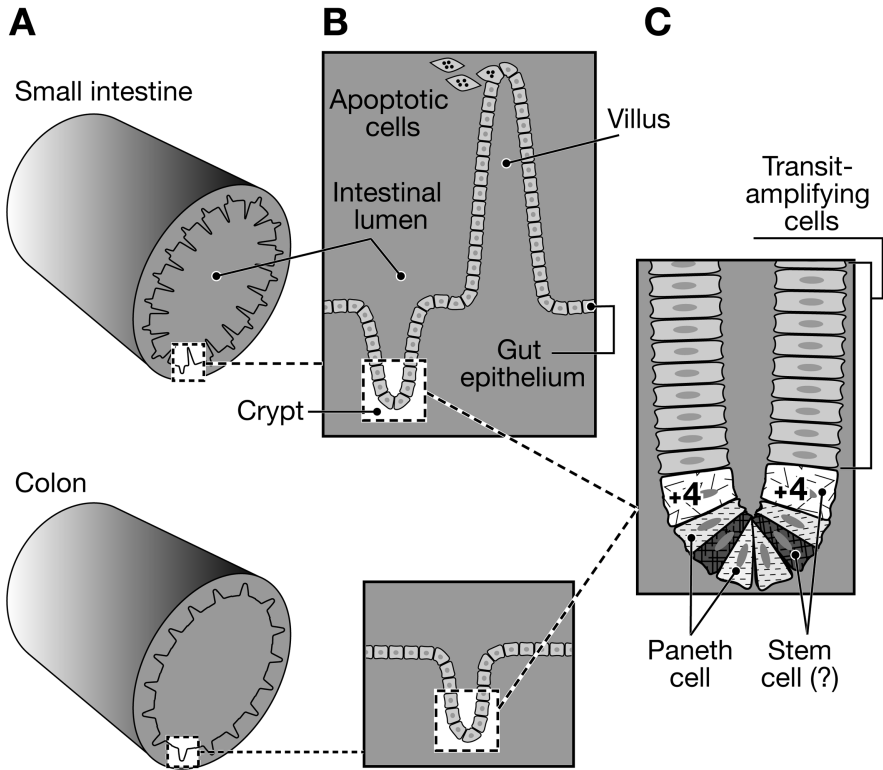 A
B
C
Small intestine
Apoptotic
cells
Villus
Intestinal
lumen
Transit-
amplifying
cells
Gut
epithelium
Crypt
+4
+4
Colon
Paneth
cell
Stem
cell (?)